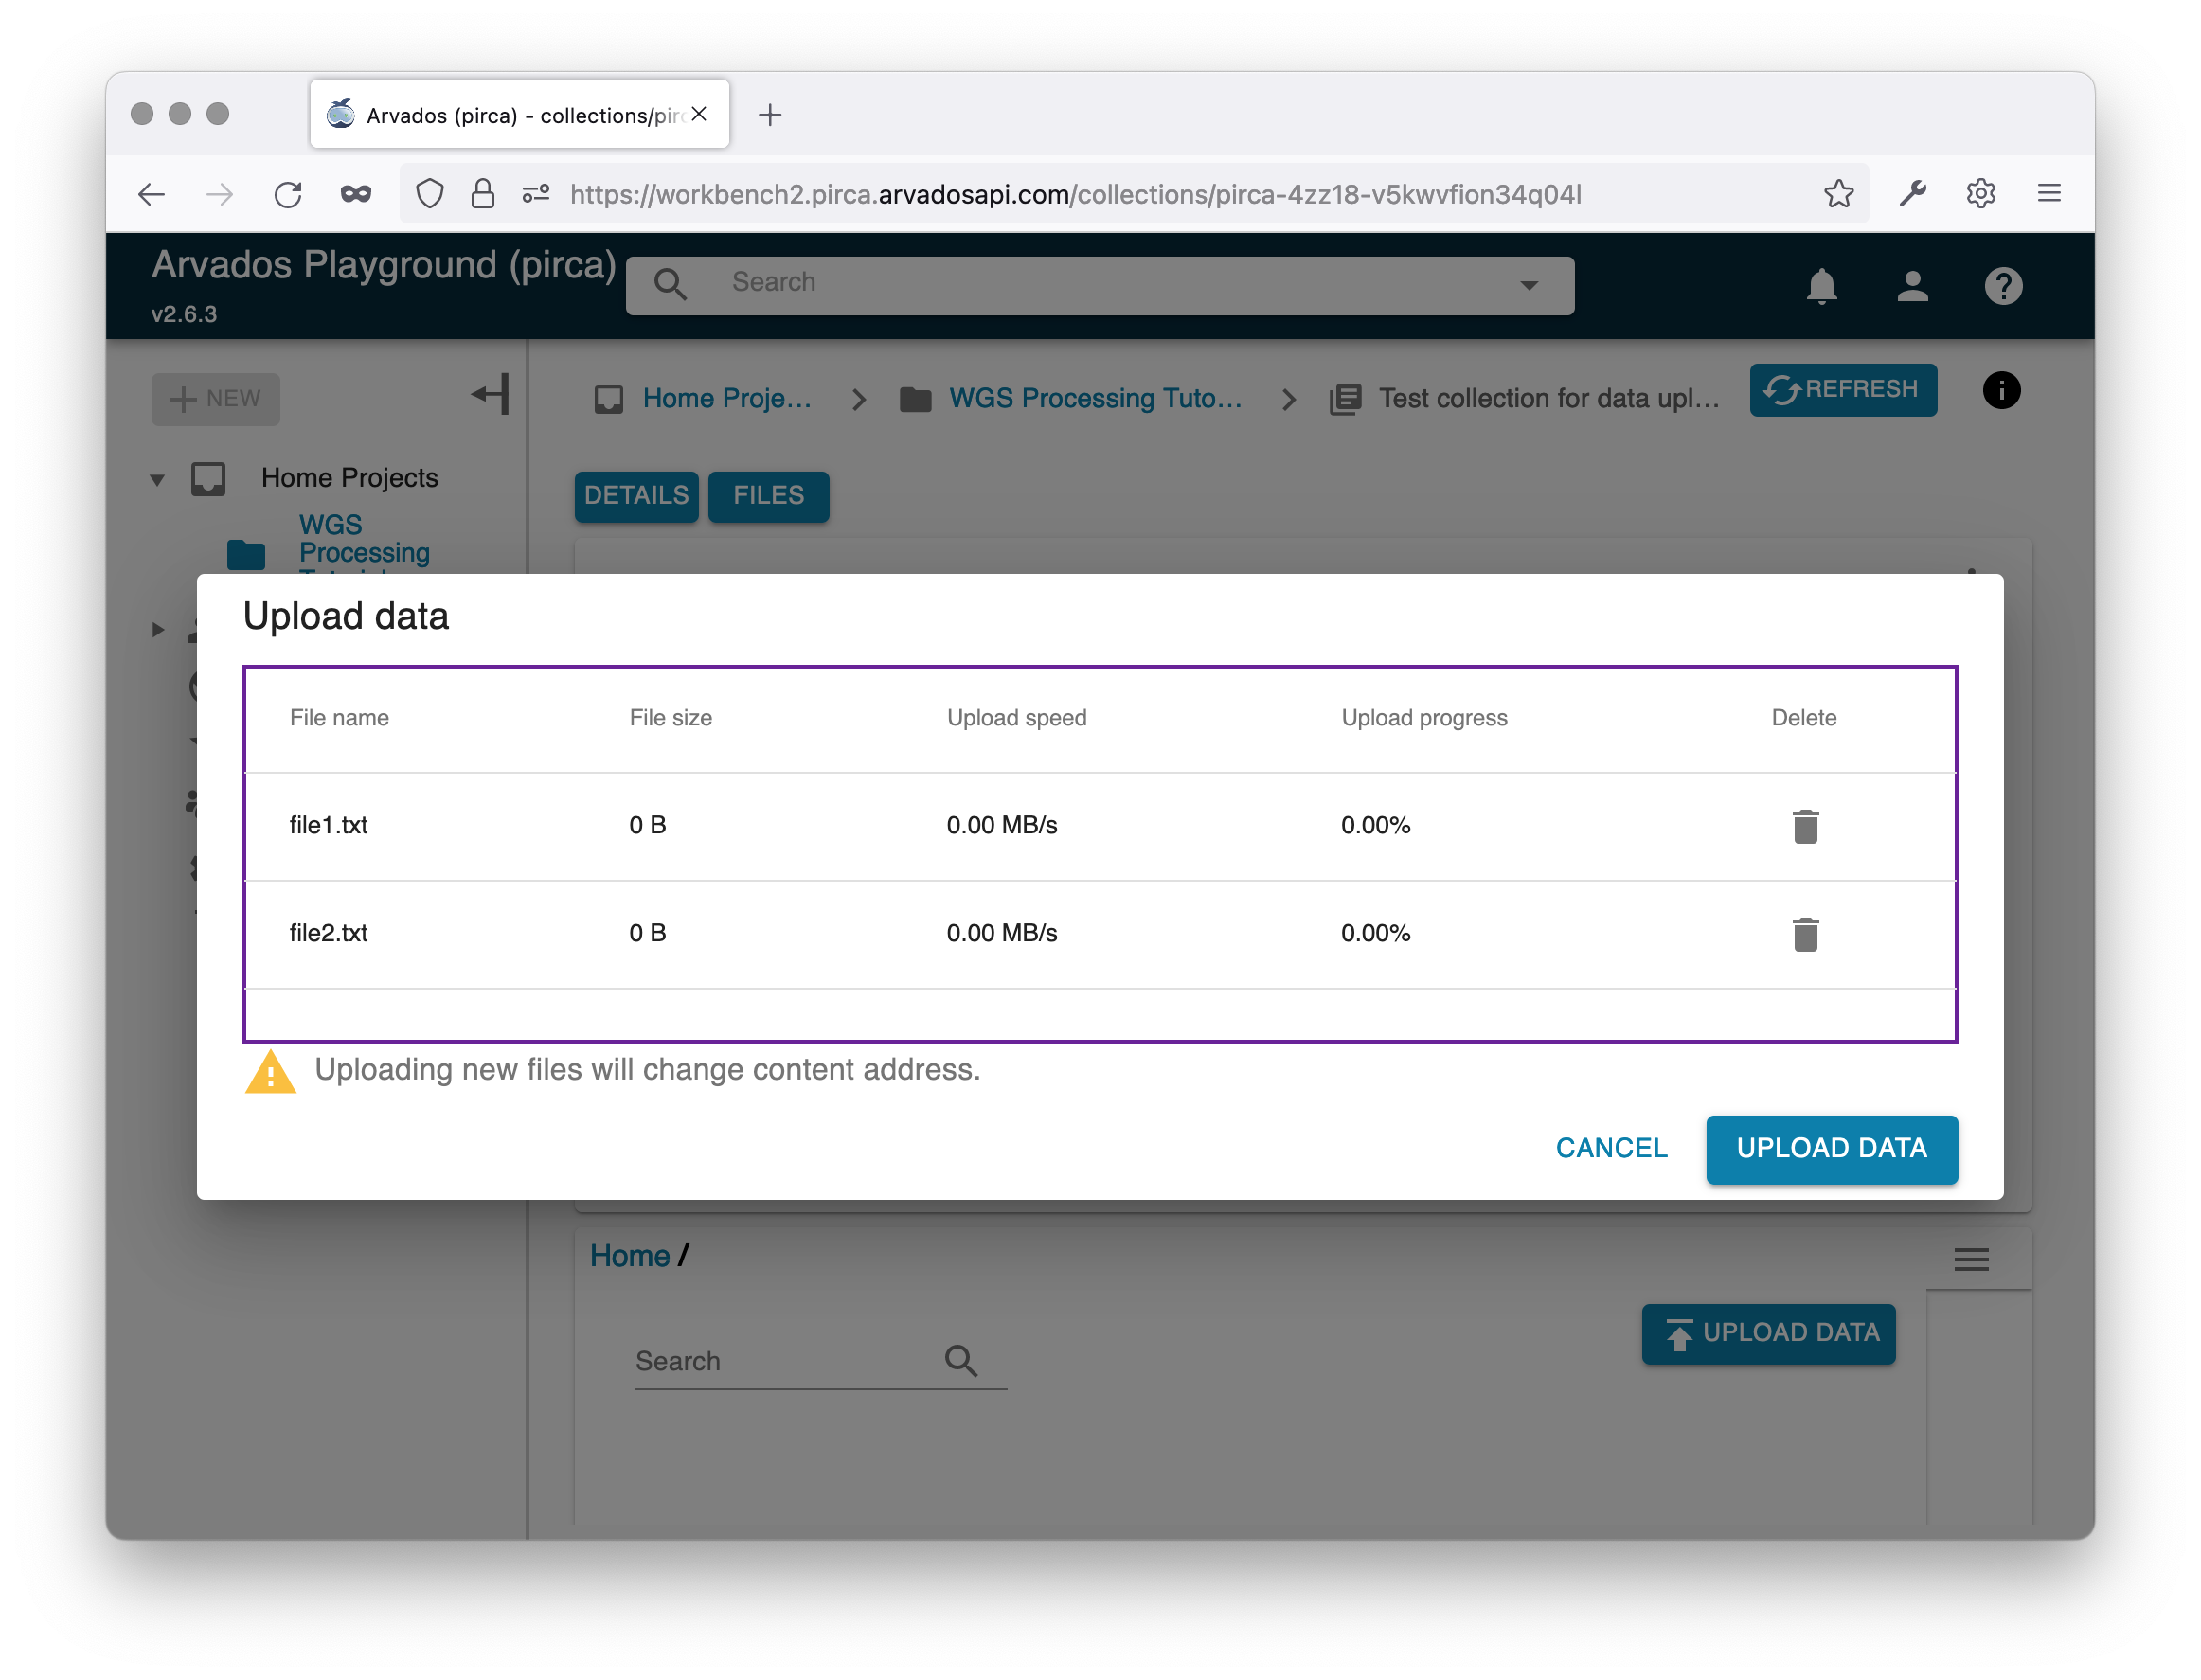 Arvados (pirca) - collections/pirc
https://workbench2.pirca.arvadosapi.com/collections/pirca-4zz18-v5kwvfion34q04l
Arvados Playground (pirca)
v2.6.3
Search
NEW
Home Proje...
WGS Processing Tuto...
Test collection for data upl...
REFRESH
Home Projects
WGS
Processing
DETAILS
FILES
Upload data
File name File size Upload speed Upload progress Delete
file1.txt 0 B 0.00 MB/s 0.00%
file2.txt 0 B 0.00 MB/s 0.00%
Uploading new files will change content address.
CANCEL
UPLOAD DATA
Home /
UPLOAD DATA
Search